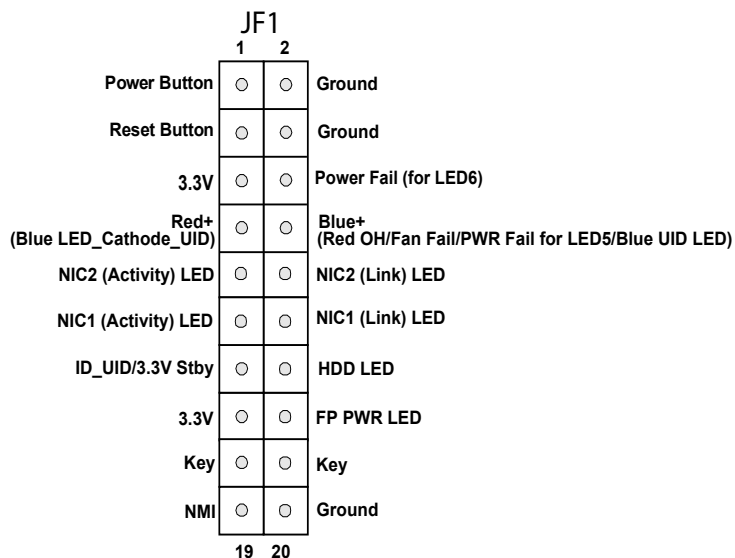 JF1
1 2
Power Button Ground
Reset Button Ground
3.3V Power Fail (for LED6)
Red+ Blue+
(Blue LED_Cathode_UID) (Red OH/Fan Fail/PWR Fail for LED5/Blue UID LED)
NIC2 (Activity) LED NIC2 (Link) LED
NIC1 (Activity) LED NIC1 (Link) LED
ID_UID/3.3V Stby HDD LED
3.3V FP PWR LED
Key Key
NMI Ground
19 20